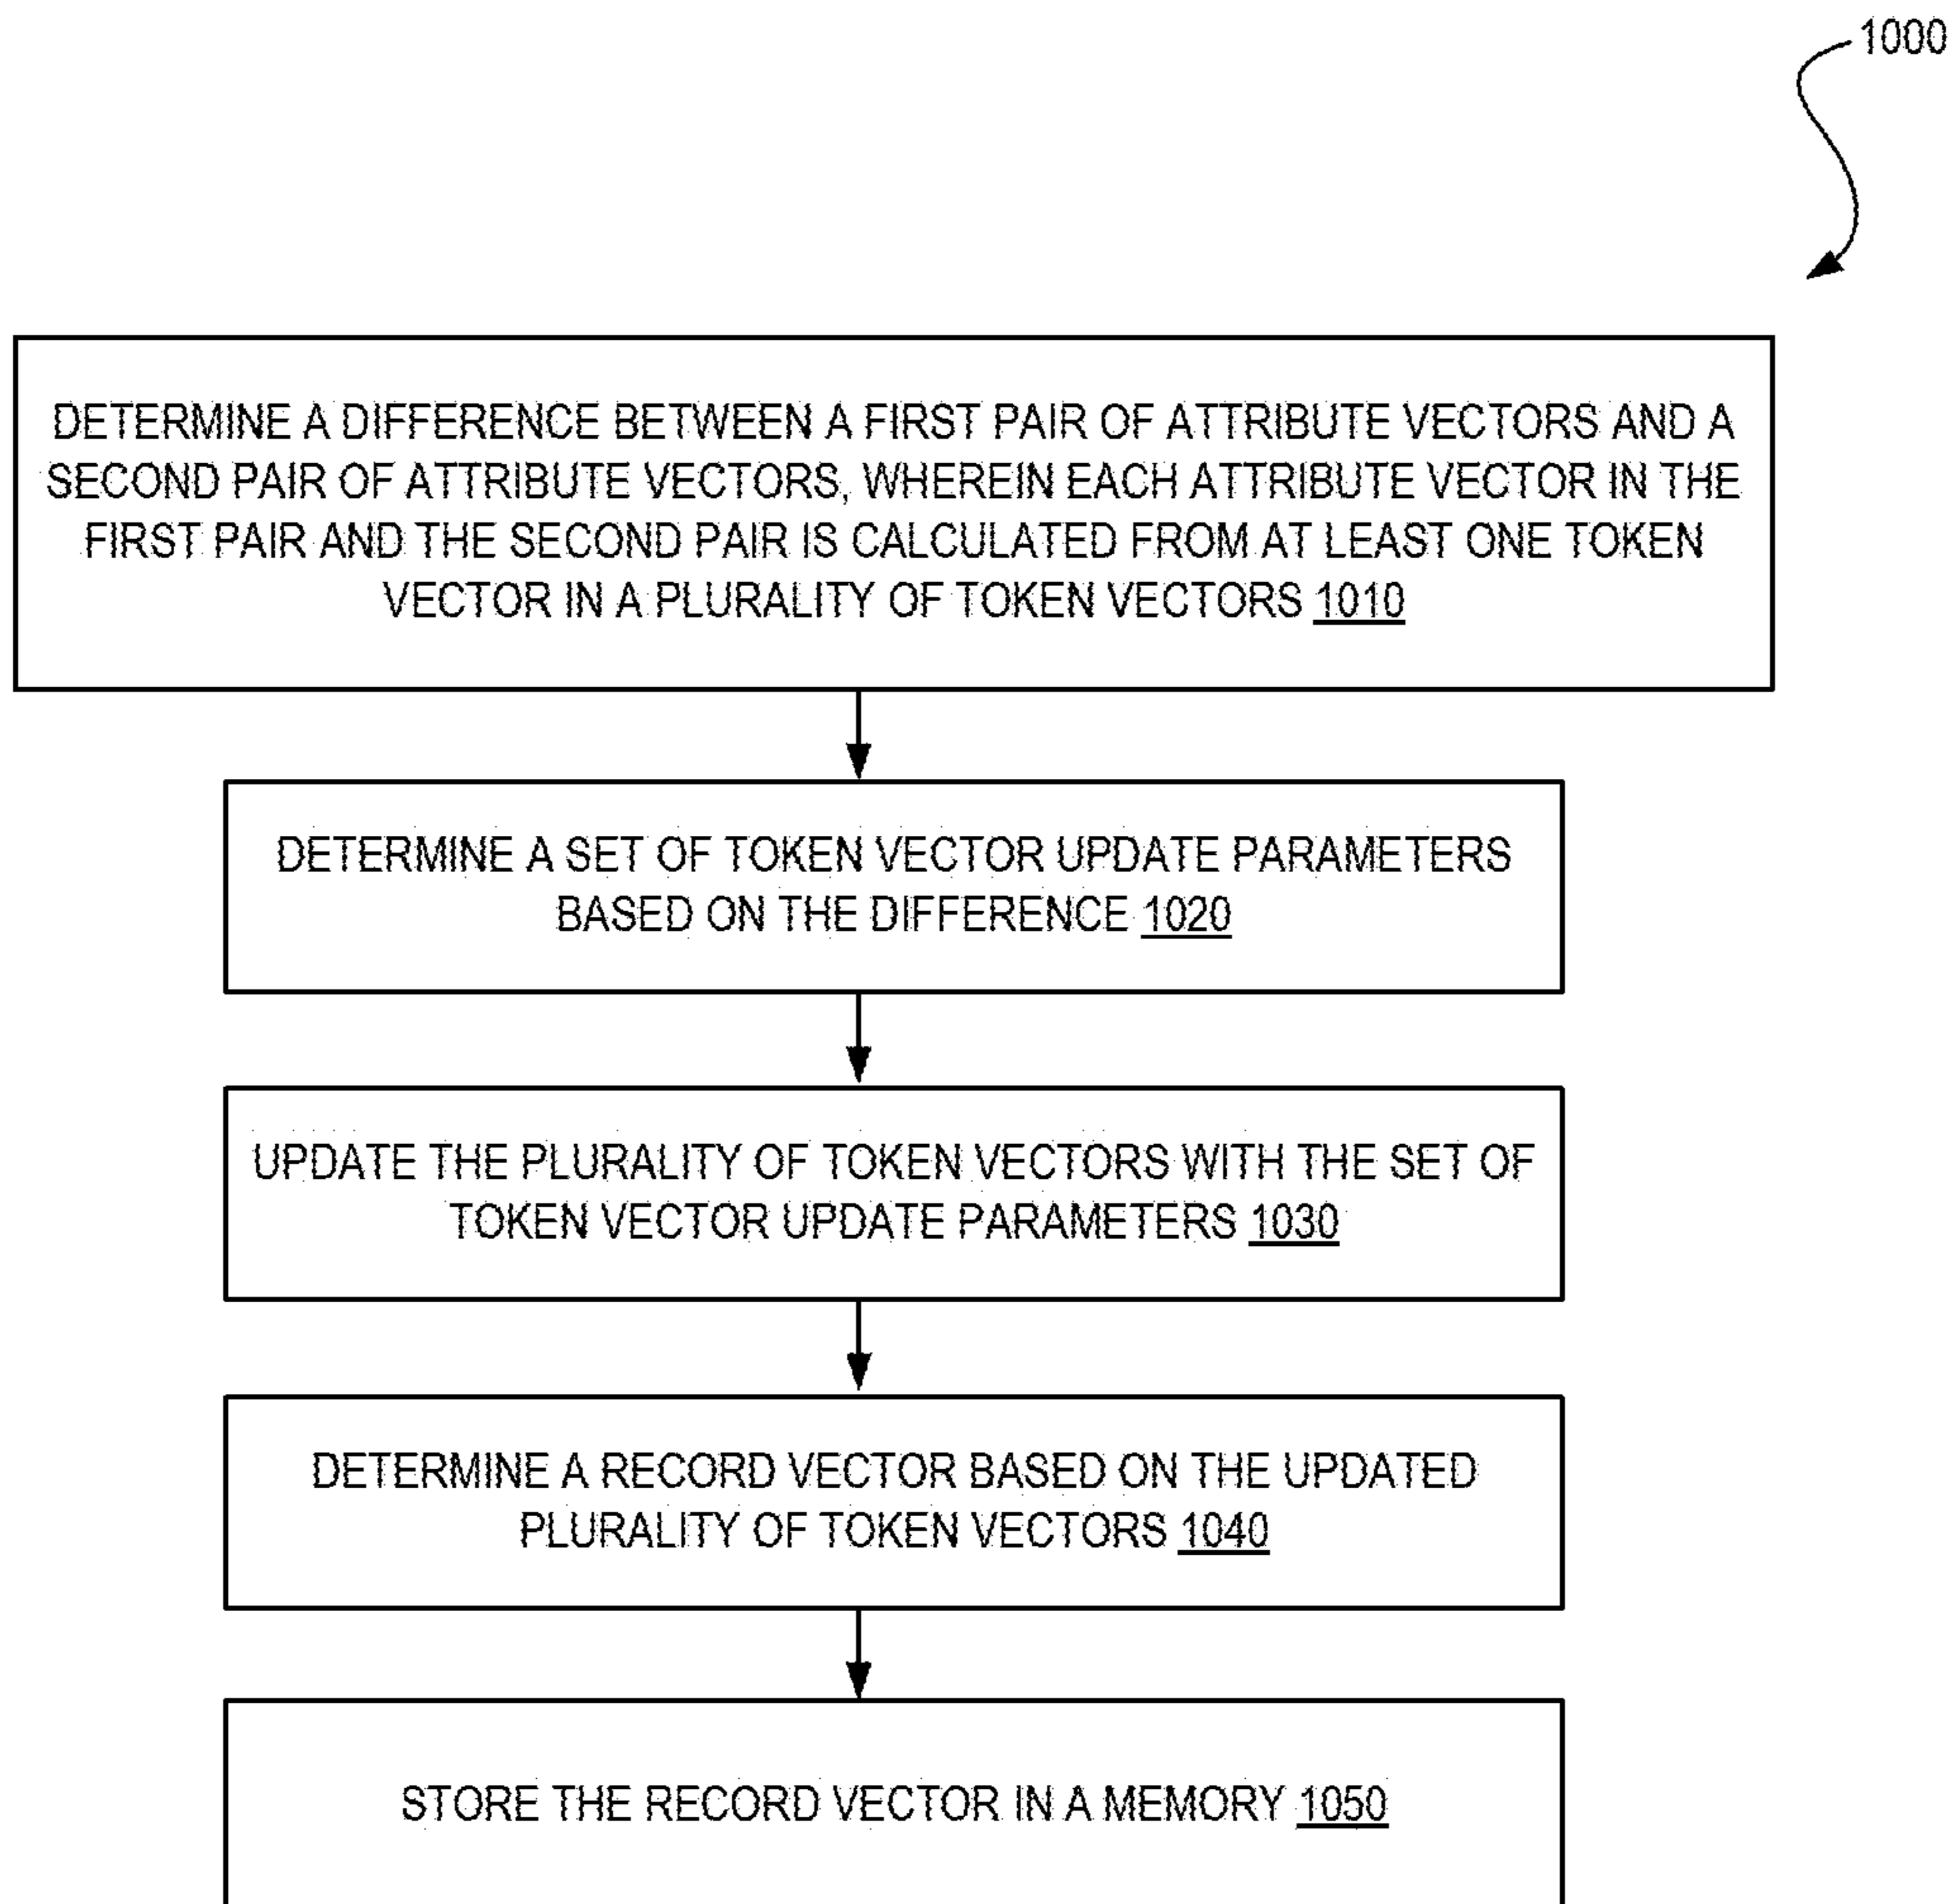 1000
DETERMINE A DIFFERENCE BETWEEN A FIRST PAIR OF ATTRIBUTE VECTORS AND A
SECOND PAIR OF ATTRIBUTE VECTORS, WHEREIN EACH ATTRIBUTE VECTOR IN THE
FIRST PAIR AND THE SECOND PAIR IS CALCULATED FROM AT LEAST ONE TOKEN
VECTOR IN A PLURALITY OF TOKEN VECTORS 1010
DETERMINE A SET OF TOKEN VECTOR UPDATE PARAMETERS
BASED ON THE DIFFERENCE 1020
UPDATE THE PLURALITY OF TOKEN VECTORS WITH THE SET OF
TOKEN VECTOR UPDATE PARAMETERS 1030
DETERMINE A RECORD VECTOR BASED ON THE UPDATED
PLURALITY OF TOKEN VECTORS 1040
STORE THE RECORD VECTOR IN A MEMORY 1050